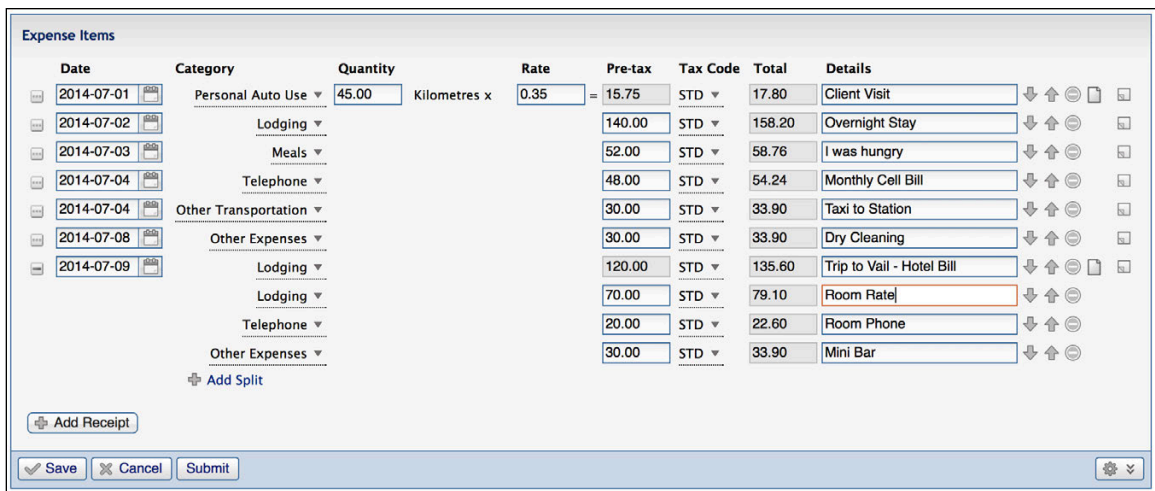 Expense Items
Date Category Quantity Rate Pre-tax Tax Code Total Details
2014-07-01 Personal Auto Use 45.00 Kilometres x 0.35 = 15.75 STD 17.80 Client Visit
2014-07-02 Lodging 140.00 STD 158.20 Overnight Stay
2014-07-03 Meals 52.00 STD 58.76 I was hungry
2014-07-04 Telephone 48.00 STD 54.24 Monthly Cell Bill
2014-07-04 Other Transportation 30.00 STD 33.90 Taxi to Station
2014-07-08 Other Expenses 30.00 STD 33.90 Dry Cleaning
2014-07-09 Lodging 120.00 STD 135.60 Trip to Vail - Hotel Bill
Lodging 70.00 STD 79.10 Room Rate
Telephone 20.00 STD 22.60 Room Phone
Other Expenses 30.00 STD 33.90 Mini Bar
Add Split
Add Receipt
Save Cancel Submit